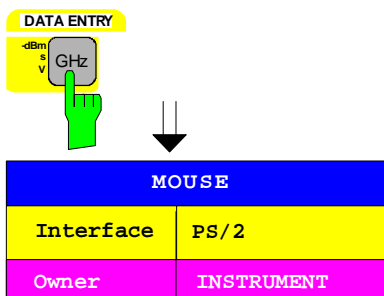 DATA ENTRY
-dBm
s
V
GHz
MOUSE
Interface PS/2
Owner INSTRUMENT